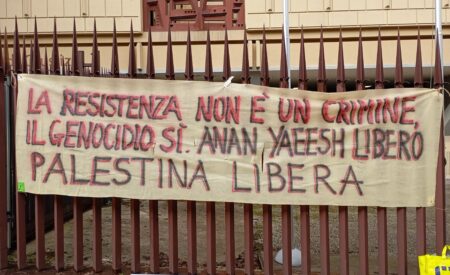 LA RESISTENZA NON È UN CRIMINE,
IL GENOCIDIO SÌ. ANAN YAEESH LIBERO
PALESTINA LIBERA